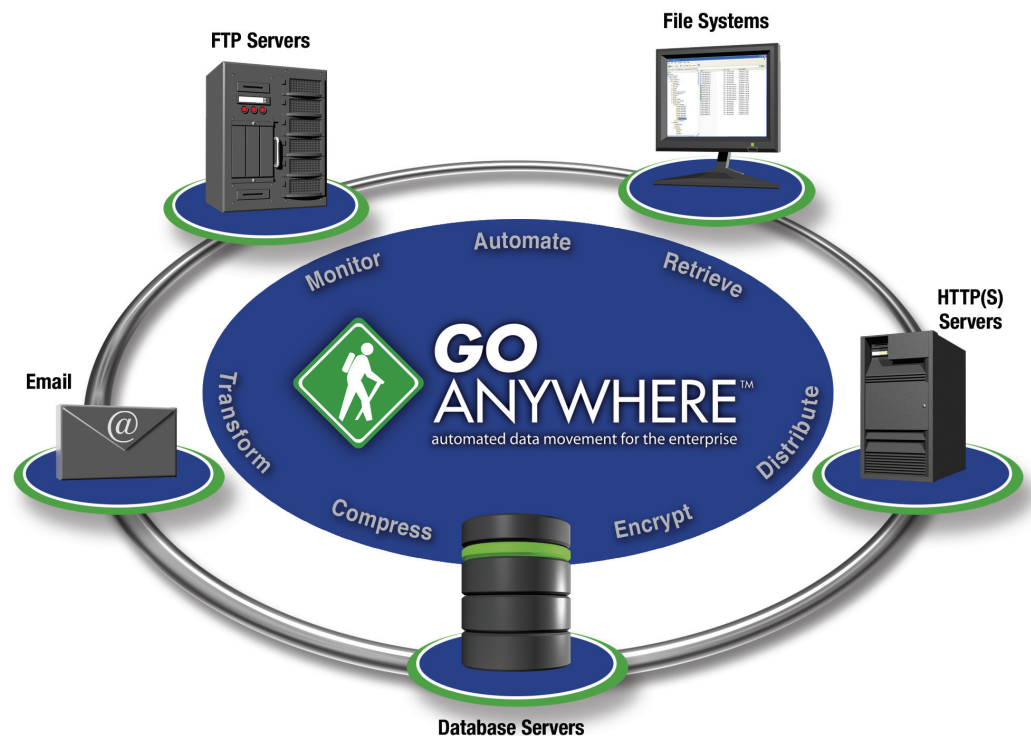 File Systems
FTP Servers
Automate
Monitor
Retrieve
HTTP(S)
Servers
GO
ANYWHERE™
automated data movement for the enterprise
Email
@
Transform
Distribute
Compress
Encrypt
Database Servers